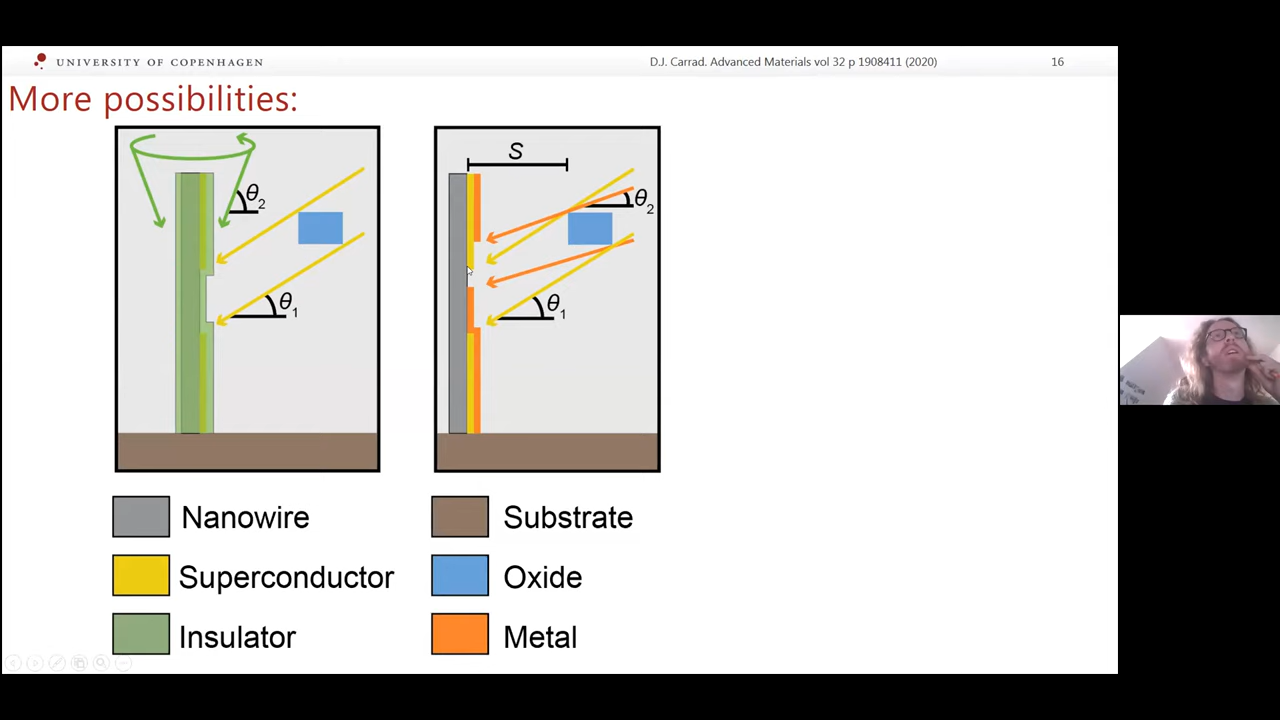 UNIVERSITY OF COPENHAGEN
D.J. Carrad. Advanced Materials vol 32 p 1908411 (2020)
16
More possibilities:
θ2
θ1
S
θ2
θ1
Nanowire
Substrate
Superconductor
Oxide
Insulator
Metal